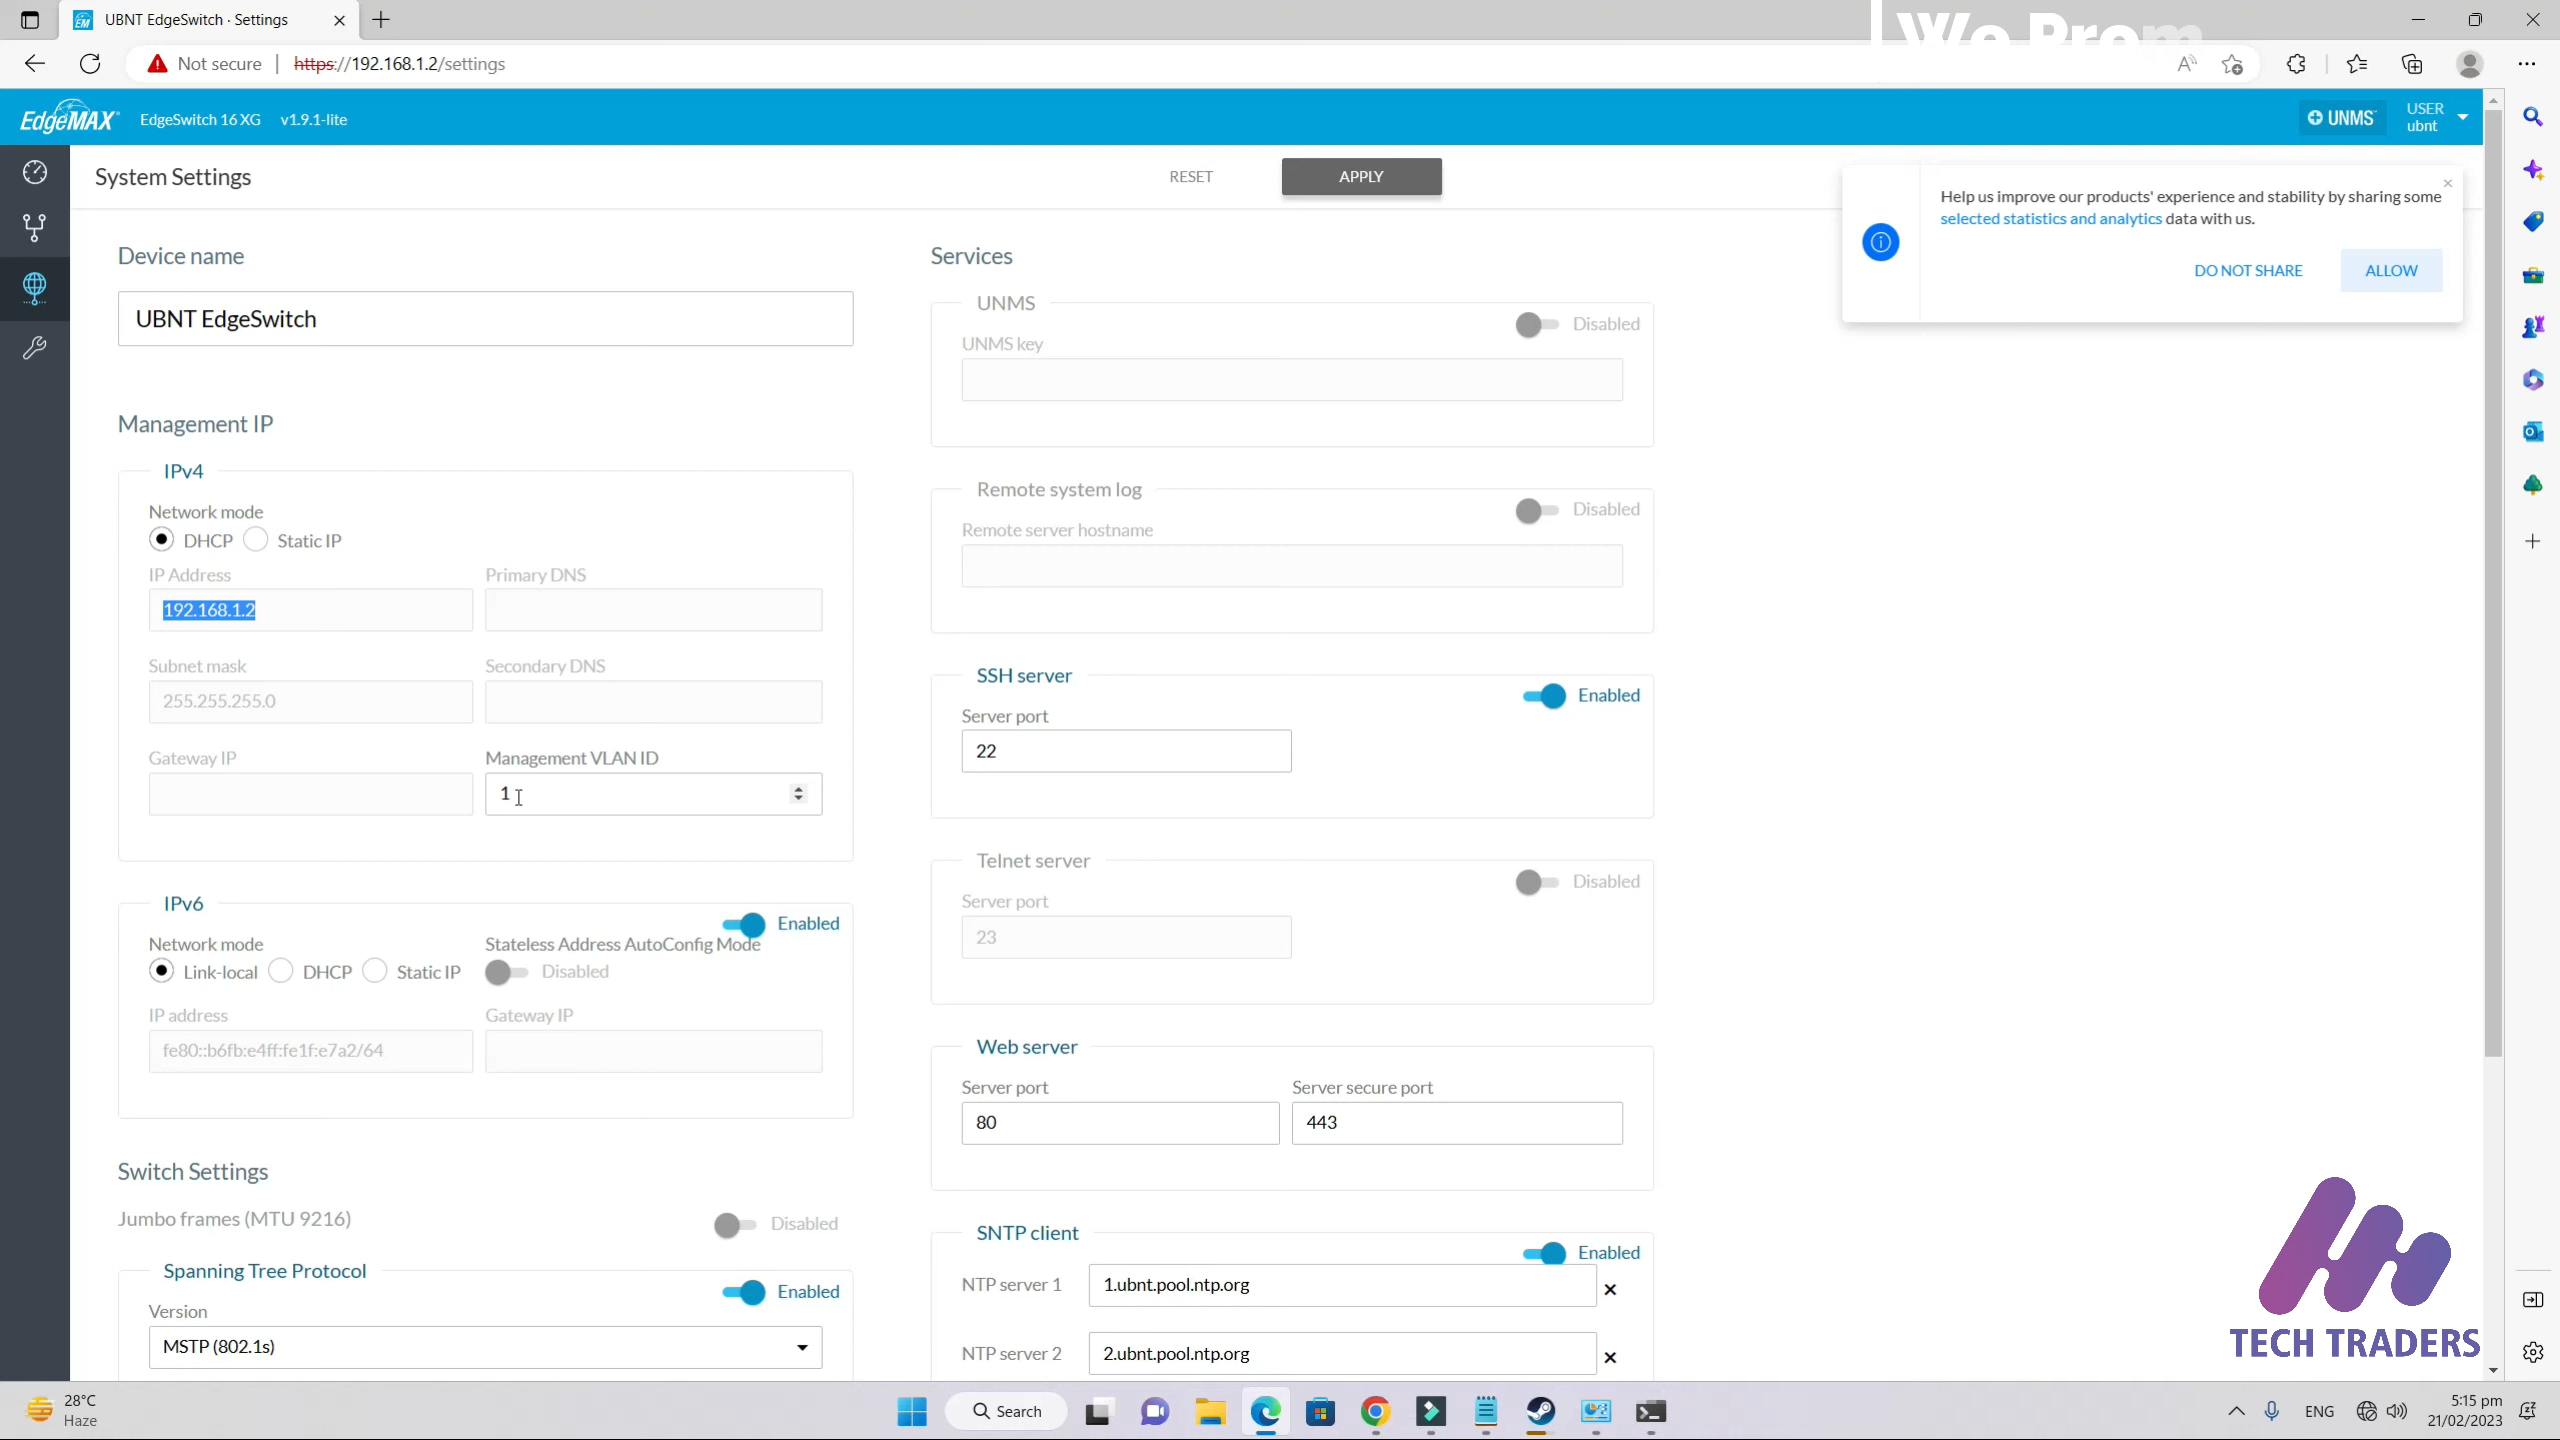 UBNT EdgeSwitch · Settings
We Prom
Not secure | https://192.168.1.2/settings
EdgeMAX EdgeSwitch 16 XG v1.9.1-lite
UNMS
USER
ubnt
System Settings
RESET
APPLY
Help us improve our products' experience and stability by sharing some
selected statistics and analytics data with us.
DO NOT SHARE
ALLOW
Device name
UBNT EdgeSwitch
Management IP
IPv4
Network mode
DHCP Static IP
IP Address Primary DNS
192.168.1.2
Subnet mask Secondary DNS
255.255.255.0
Gateway IP Management VLAN ID
1
IPv6
Enabled
Network mode Stateless Address AutoConfig Mode
Link-local DHCP Static IP Disabled
IP address Gateway IP
fe80::b6fb:e4ff:fe1f:e7a2/64
Switch Settings
Jumbo frames (MTU 9216) Disabled
Spanning Tree Protocol
Enabled
Version
MSTP (802.1s)
Services
UNMS
Disabled
UNMS key
Remote system log
Disabled
Remote server hostname
SSH server
Enabled
Server port
22
Telnet server
Disabled
Server port
23
Web server
Server port Server secure port
80 443
SNTP client
Enabled
NTP server 1 1.ubnt.pool.ntp.org
NTP server 2 2.ubnt.pool.ntp.org
TECH TRADERS
28°C
Haze
Search
ENG
5:15 pm
21/02/2023